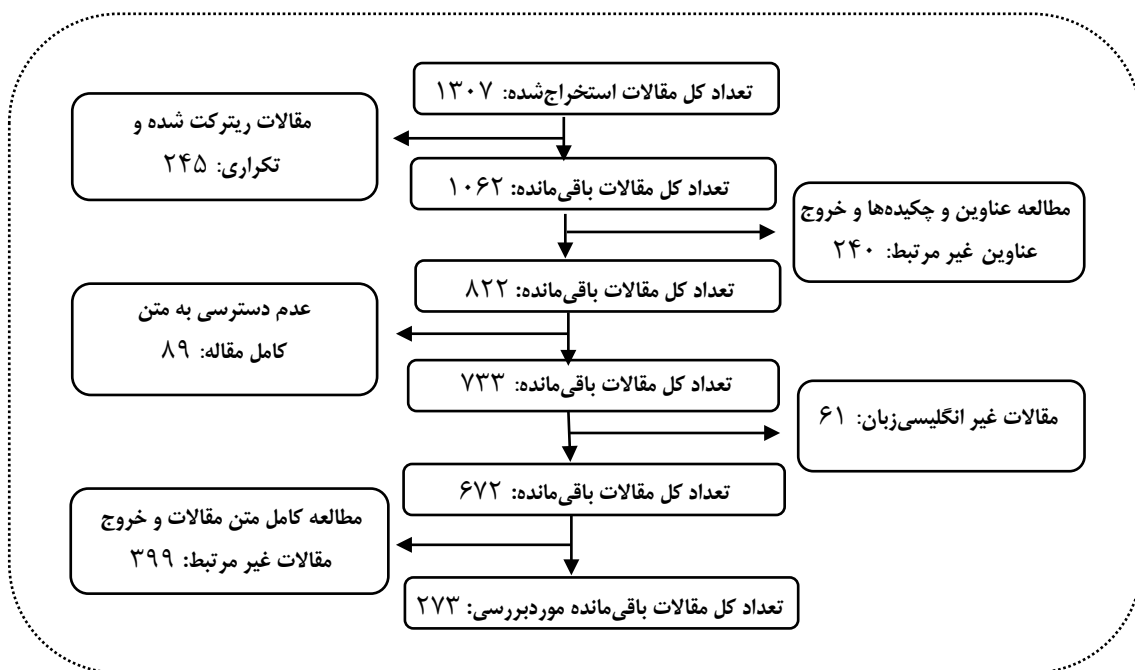 تعداد کل مقالات استخراج‌شده: ۱۳۰۷
مقالات ریترکت شده و
تکراری: ۲۴۵
تعداد کل مقالات باقی‌مانده: ۱۰۶۲
مطالعه عناوین و چکیده‌ها و خروج
عناوین غیر مرتبط: ۲۴۰
تعداد کل مقالات باقی‌مانده: ۸۲۲
عدم دسترسی به متن
کامل مقاله: ۸۹
تعداد کل مقالات باقی‌مانده: ۷۳۳
مقالات غیر انگلیسی‌زبان: ۶۱
تعداد کل مقالات باقی‌مانده: ۶۷۲
مطالعه کامل متن مقالات و خروج
مقالات غیر مرتبط: ۳۹۹
تعداد کل مقالات باقی‌مانده موردبررسی: ۲۷۳